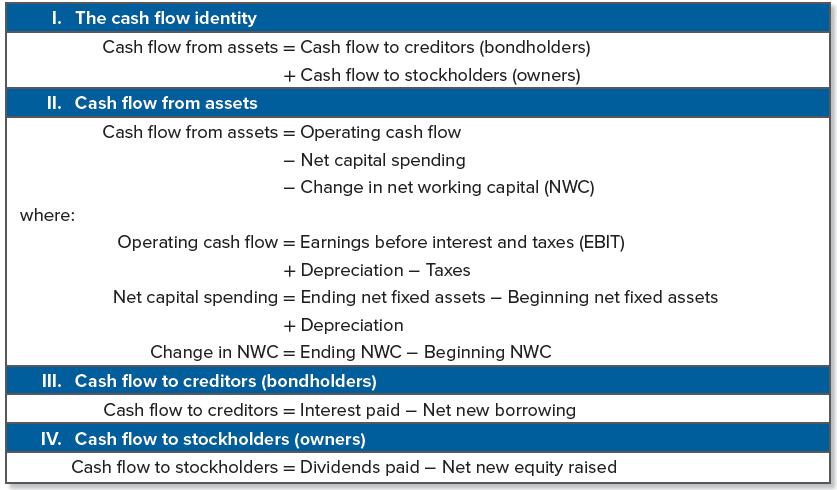 I. The cash flow identity
Cash flow from assets = Cash flow to creditors (bondholders)
+ Cash flow to stockholders (owners)
II. Cash flow from assets
Cash flow from assets = Operating cash flow
− Net capital spending
− Change in net working capital (NWC)
where:
Operating cash flow = Earnings before interest and taxes (EBIT)
+ Depreciation − Taxes
Net capital spending = Ending net fixed assets − Beginning net fixed assets
+ Depreciation
Change in NWC = Ending NWC − Beginning NWC
III. Cash flow to creditors (bondholders)
Cash flow to creditors = Interest paid − Net new borrowing
IV. Cash flow to stockholders (owners)
Cash flow to stockholders = Dividends paid − Net new equity raised